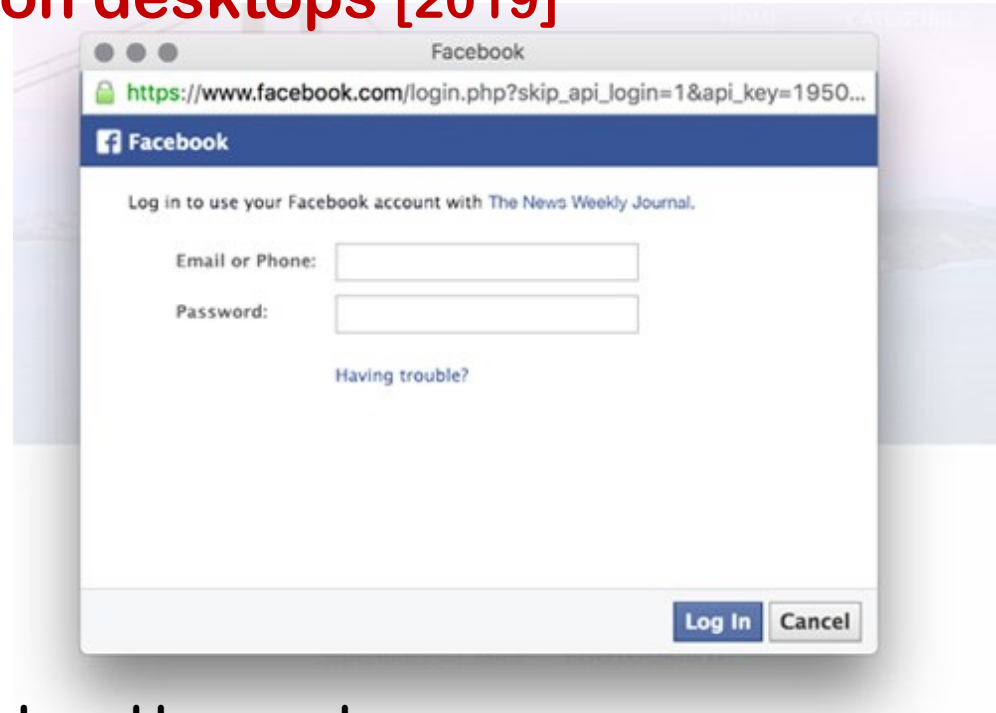 on desktops [2019]
Facebook
https://www.facebook.com/login.php?skip_api_login=1&api_key=1950...
Facebook
Log in to use your Facebook account with The News Weekly Journal.
Email or Phone:
Password:
Having trouble?
Log In Cancel